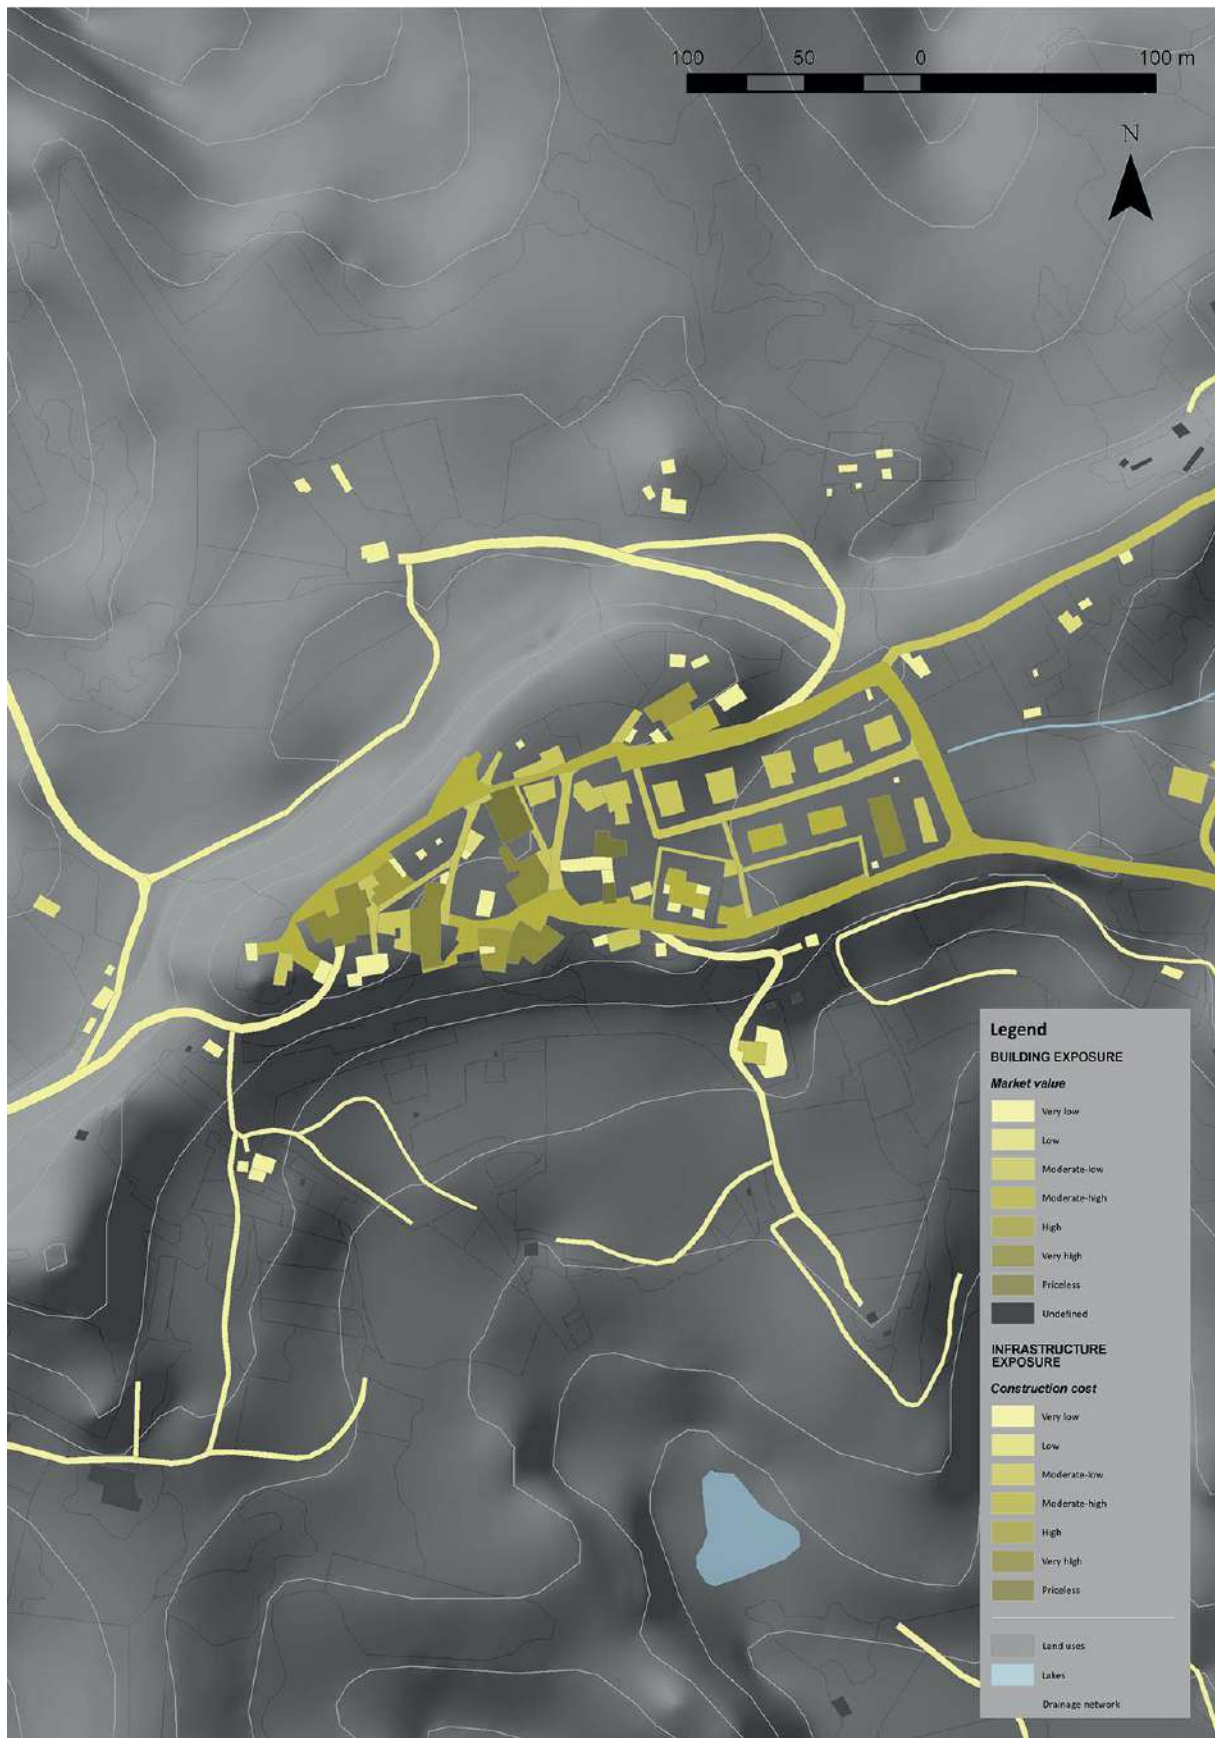 100 50 0 100 m
N
Legend
BUILDING EXPOSURE
Market value
Very low
Low
Moderate-low
Moderate-high
High
Very high
Priceless
Undefined
INFRASTRUCTURE
EXPOSURE
Construction cost
Very low
Low
Moderate-low
Moderate-high
High
Very high
Priceless
Land uses
Lakes
Drainage network